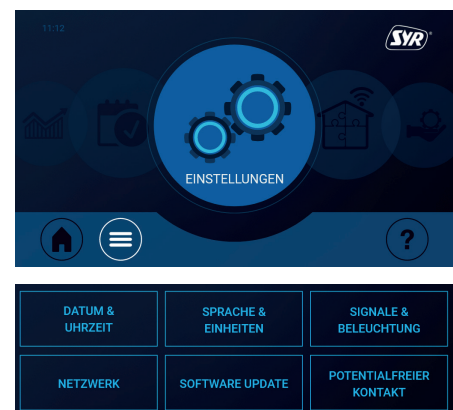 11:12
SYR
EINSTELLUNGEN
?
DATUM &
UHRZEIT
SPRACHE &
EINHEITEN
SIGNALE &
BELEUCHTUNG
NETZWERK
SOFTWARE UPDATE
POTENTIALFREIER
KONTAKT